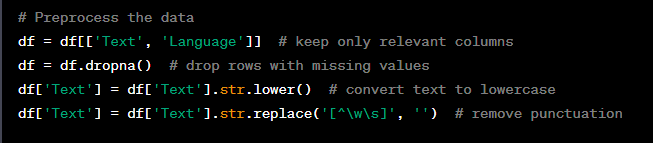 # Preprocess the data
df = df[['Text', 'Language']]  # keep only relevant columns
df = df.dropna()  # drop rows with missing values
df['Text'] = df['Text'].str.lower()  # convert text to lowercase
df['Text'] = df['Text'].str.replace('[^\w\s]', '')  # remove punctuation